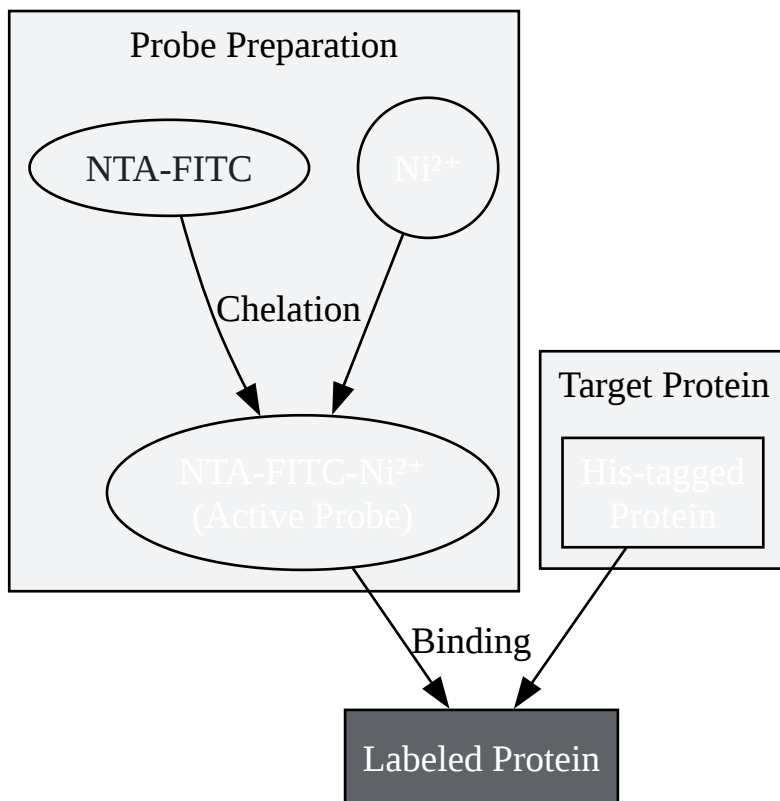 Probe Preparation
NTA-FITC
Ni²⁺
Chelation
NTA-FITC-Ni²⁺
(Active Probe)
Target Protein
His-tagged
Protein
Binding
Labeled Protein